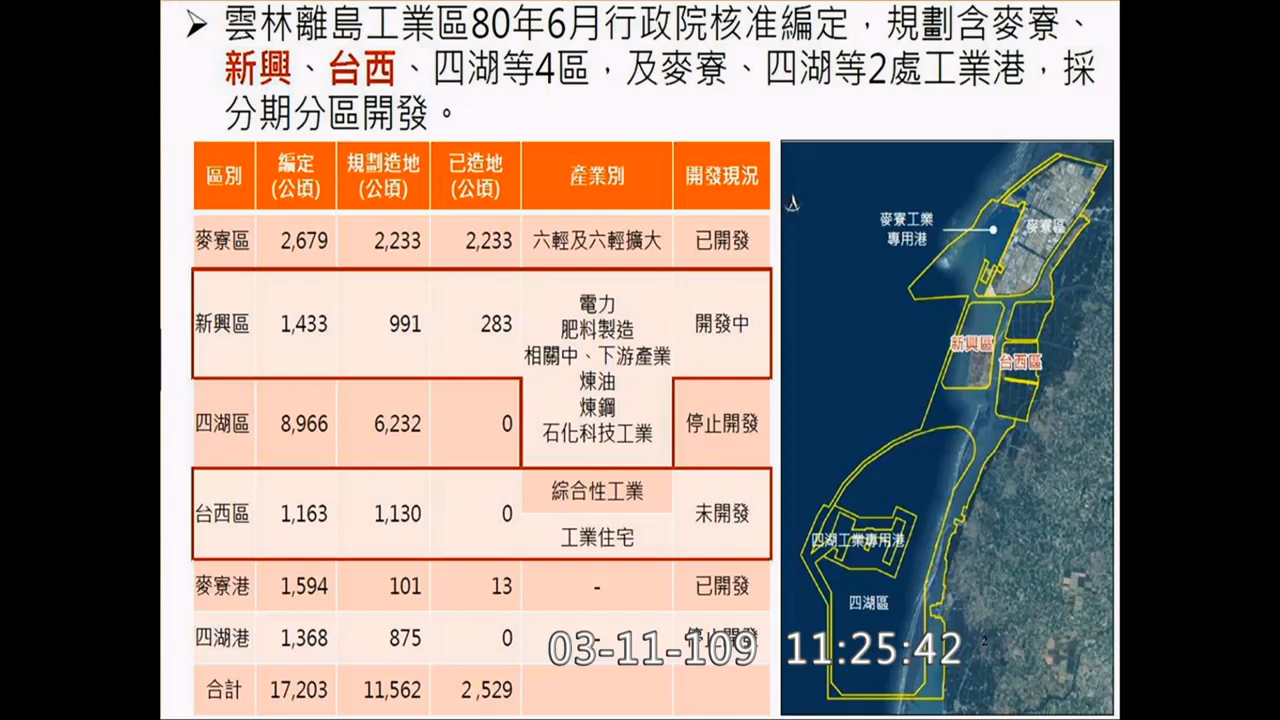 ➢ 雲林離島工業區80年6月行政院核准編定，規劃含麥寮、
新興、台西、四湖等4區，及麥寮、四湖等2處工業港，採
分期分區開發。
區別 編定(公頃) 規劃造地(公頃) 已造地(公頃) 產業別 開發現況
麥寮區 2,679 2,233 2,233 六輕及六輕擴大 已開發
新興區 1,433 991 283 開發中
電力
肥料製造
相關中、下游產業
煉油
煉鋼
石化科技工業
四湖區 8,966 6,232 0 停止開發
台西區 1,163 1,130 0 未開發
綜合性工業
工業住宅
麥寮港 1,594 101 13 - 已開發
四湖港 1,368 875 0 - 停止開發
合計 17,203 11,562 2,529
麥寮工業
專用港
麥寮區
新興區
台西區
四湖工業專用港
四湖區
2
03-11-109 11:25:42